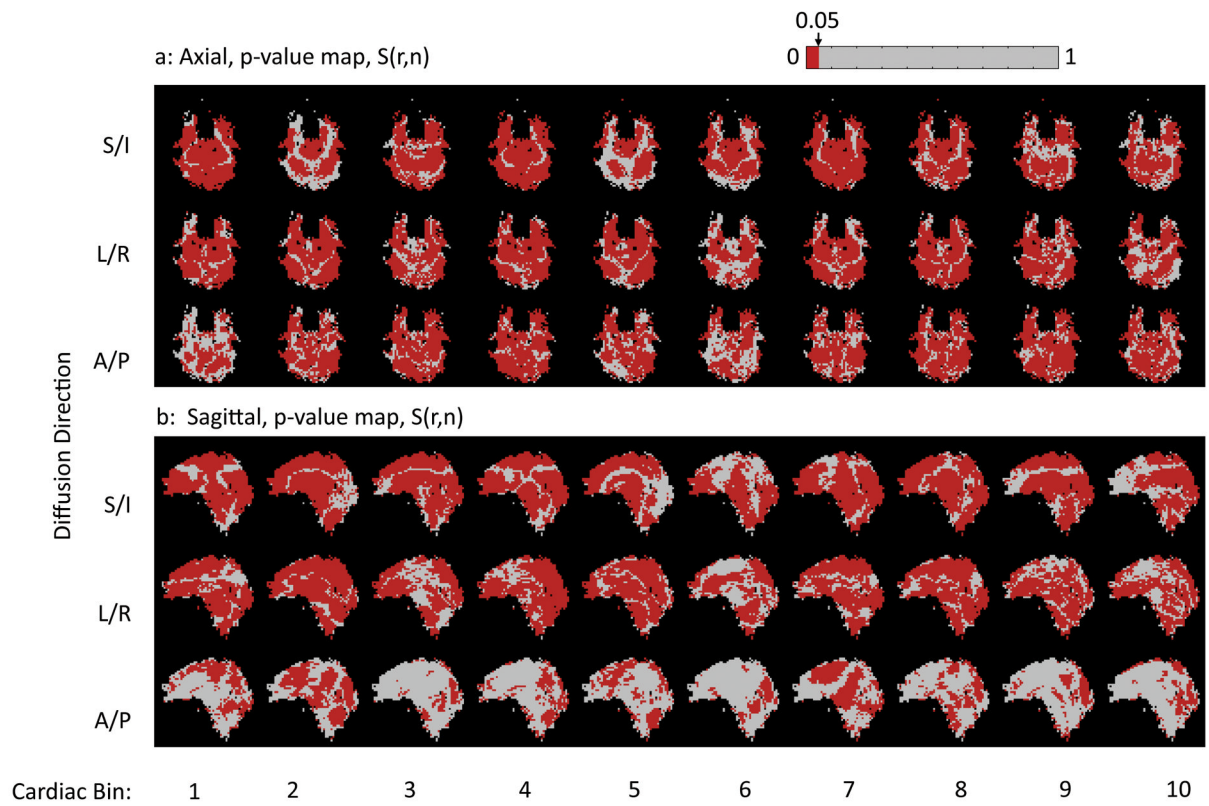 0.05
a: Axial, p-value map, S(r,n)
0 1
S/I
L/R
A/P
Diffusion Direction
b: Sagittal, p-value map, S(r,n)
S/I
L/R
A/P
Cardiac Bin: 1 2 3 4 5 6 7 8 9 10